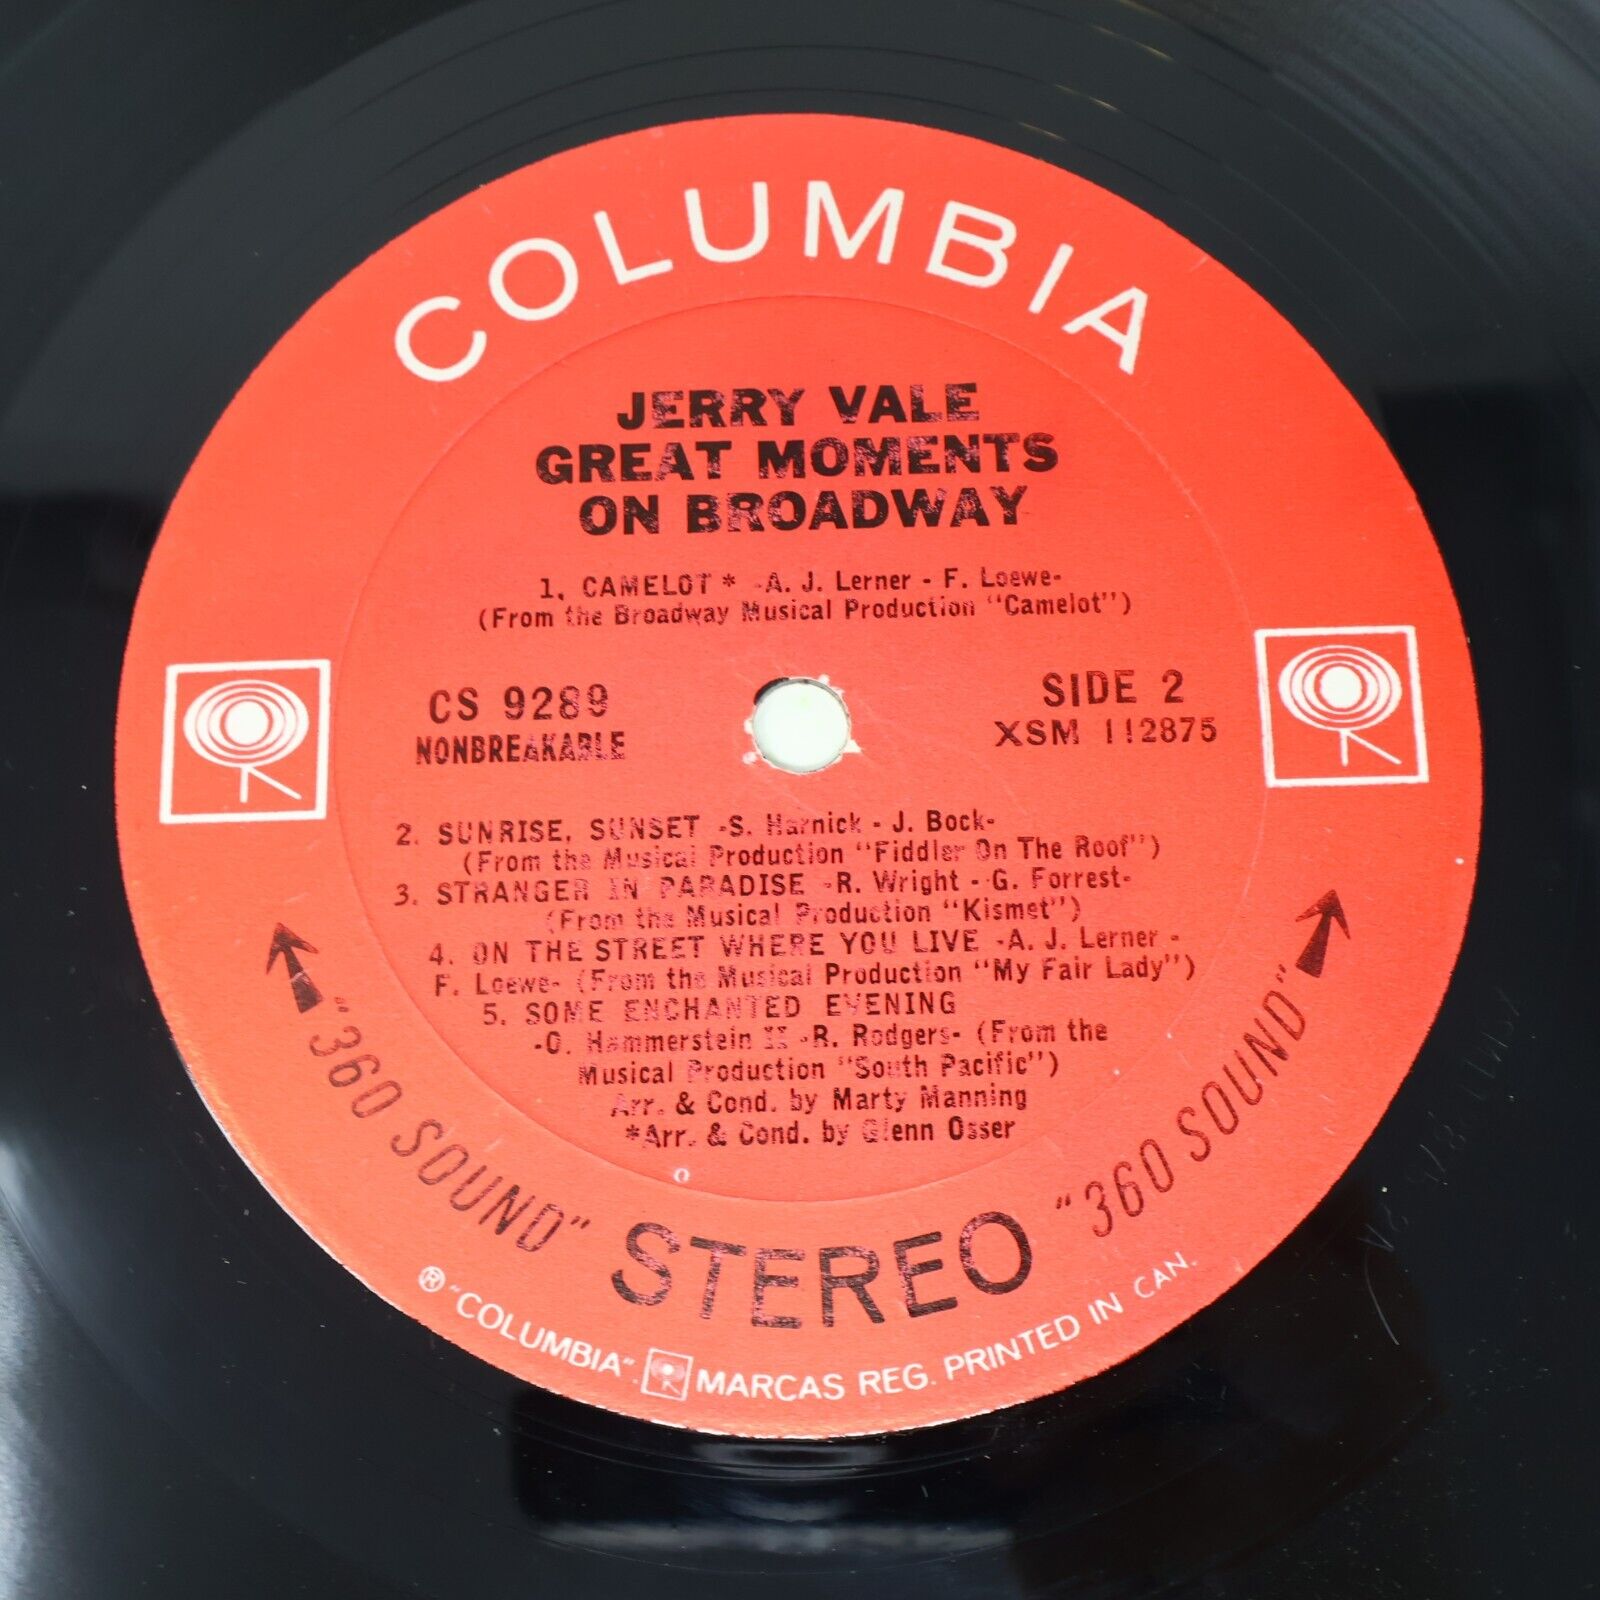 COLUMBIA
JERRY VALE
GREAT MOMENTS
ON BROADWAY
1. CAMELOT * -A. J. Lerner - F. Loewe-
(From the Broadway Musical Production "Camelot")
CS 9289
NONBREAKABLE
SIDE 2
XSM 112875
2. SUNRISE, SUNSET -S. Harnick - J. Bock-
(From the Musical Production "Fiddler On The Roof")
3. STRANGER IN PARADISE -R. Wright - G. Forrest-
(From the Musical Production "Kismet")
4. ON THE STREET WHERE YOU LIVE -A. J. Lerner -
F. Loewe- (From the Musical Production "My Fair Lady")
5. SOME ENCHANTED EVENING
-O. Hammerstein II -R. Rodgers- (From the
Musical Production "South Pacific")
Arr. & Cond. by Marty Manning
*Arr. & Cond. by Glenn Osser
"360 SOUND" STEREO "360 SOUND"
® "COLUMBIA". MARCAS REG. PRINTED IN CAN.